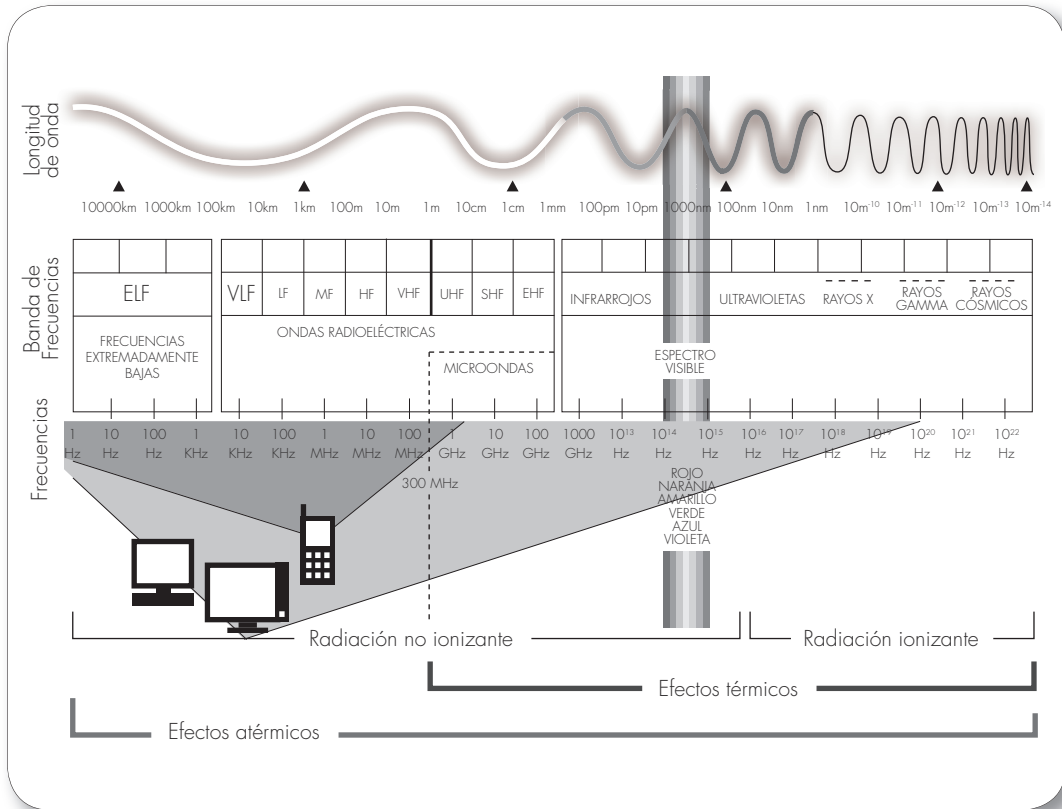 Longitud
de onda
10000km 1000km 100km 10km 1km 100m 10m 1m 10cm 1cm 1mm 100pm 10pm 1000nm 100nm 10nm 1nm 10m⁻¹⁰ 10m⁻¹¹ 10m⁻¹² 10m⁻¹³ 10m⁻¹⁴
Banda de
Frecuencias
ELF
VLF LF MF HF VHF UHF SHF EHF
INFRARROJOS
ULTRAVIOLETAS
RAYOS X
RAYOS
GAMMA
RAYOS
CÓSMICOS
FRECUENCIAS
EXTREMADAMENTE
BAJAS
ONDAS RADIOELÉCTRICAS
MICROONDAS
ESPECTRO
VISIBLE
Frecuencias
1 10 100 1 10 100 1 10 100 1 10 100 1000 10¹³ 10¹⁴ 10¹⁵ 10¹⁶ 10¹⁷ 10¹⁸ 10¹⁹ 10²⁰ 10²¹ 10²²
Hz Hz Hz KHz KHz KHz MHz MHz MHz GHz GHz GHz GHz Hz Hz Hz Hz Hz Hz Hz Hz Hz Hz
300 MHz
ROJO
NARANJA
AMARILLO
VERDE
AZUL
VIOLETA
Radiación no ionizante
Radiación ionizante
Efectos térmicos
Efectos atérmicos